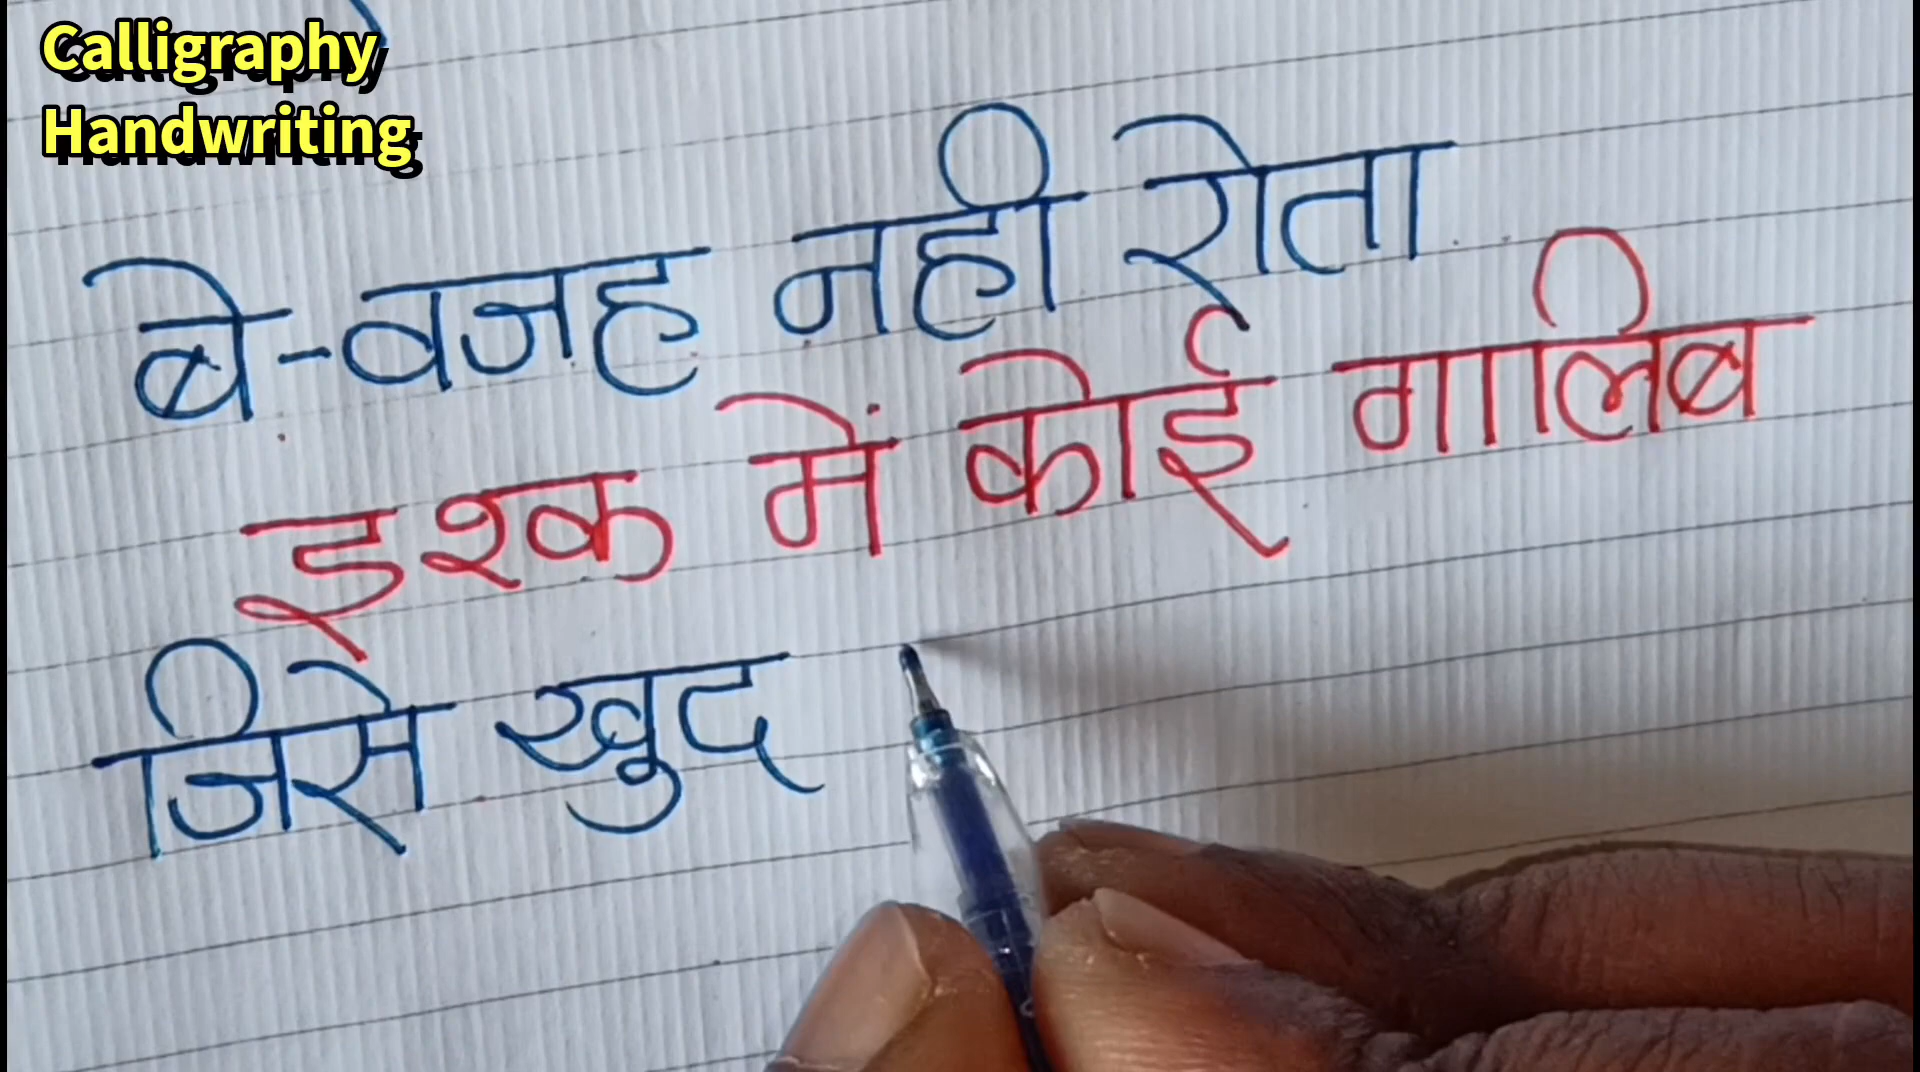 Calligraphy
Handwriting
बे-वजह नही रोता
इश्क में कोई गालिब
जिसे खुद